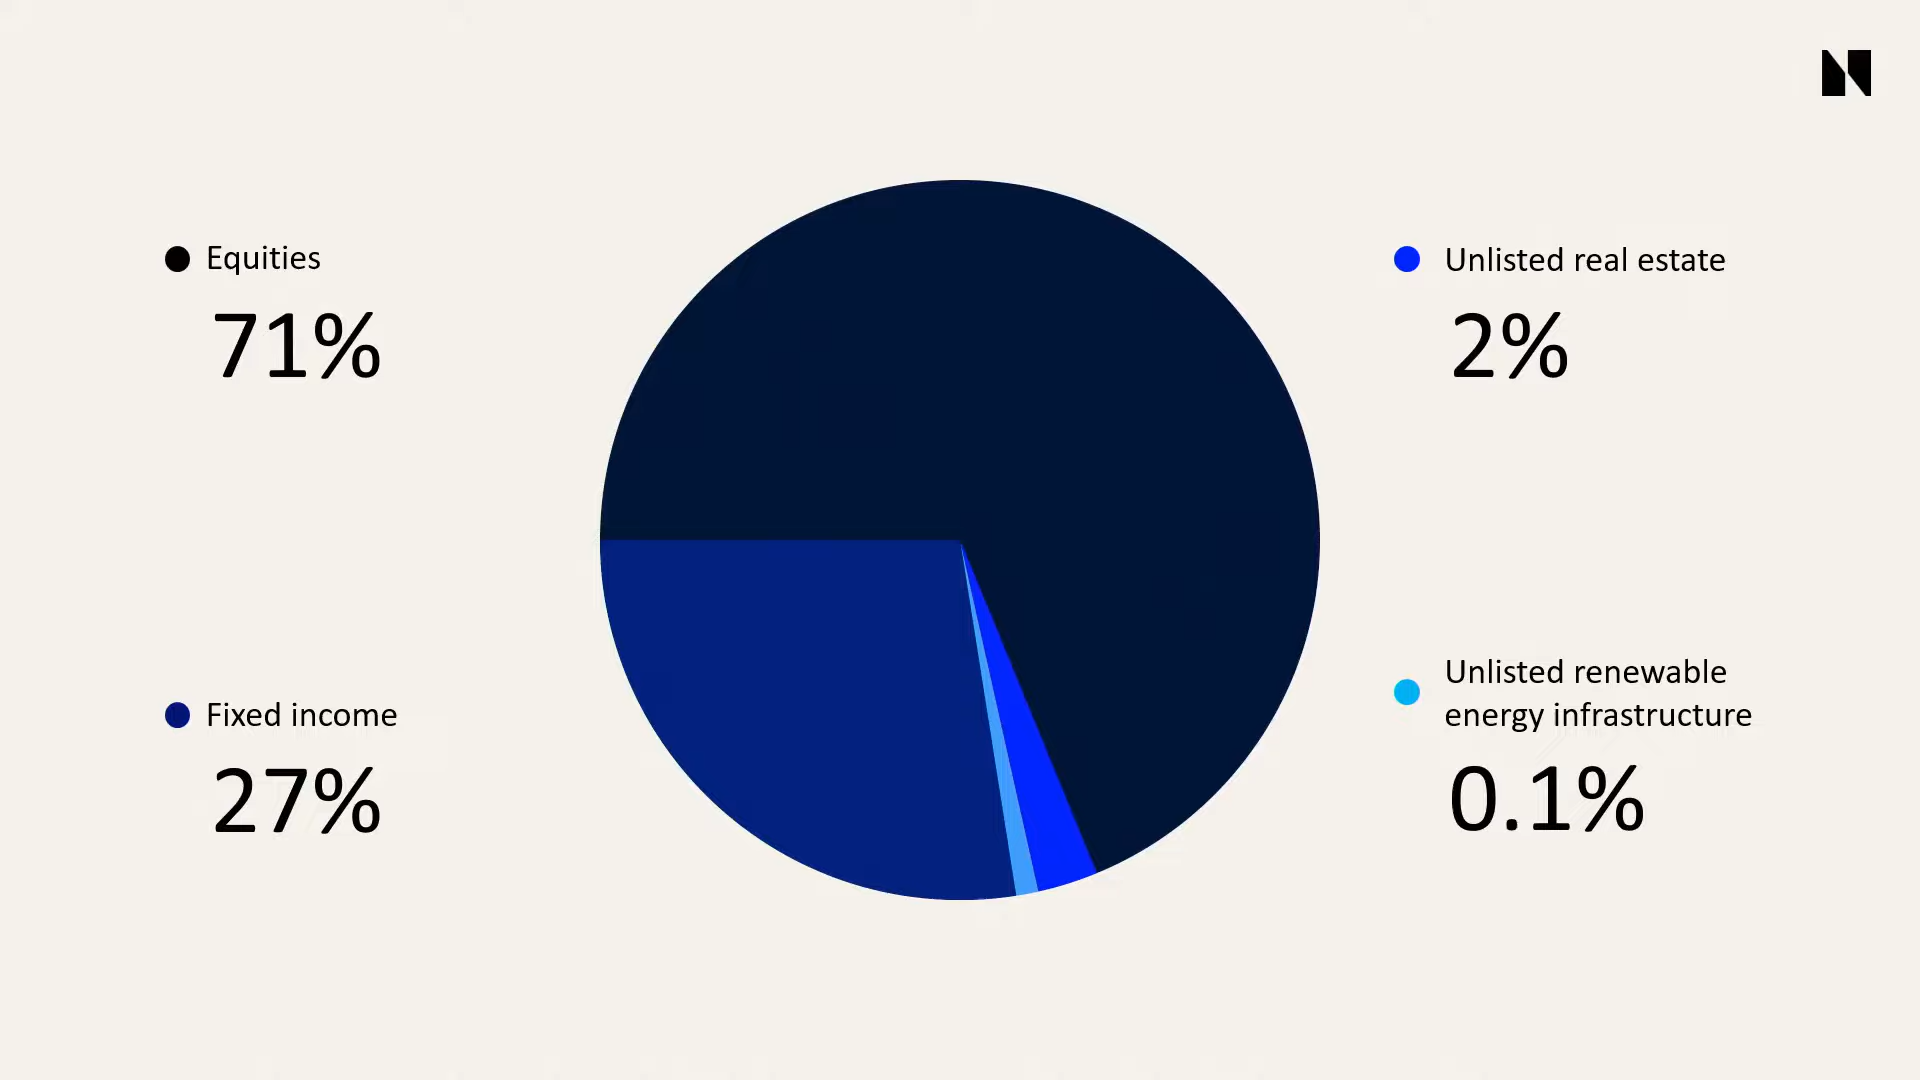 Equities
71%
Unlisted real estate
2%
Fixed income
27%
Unlisted renewable
energy infrastructure
0.1%